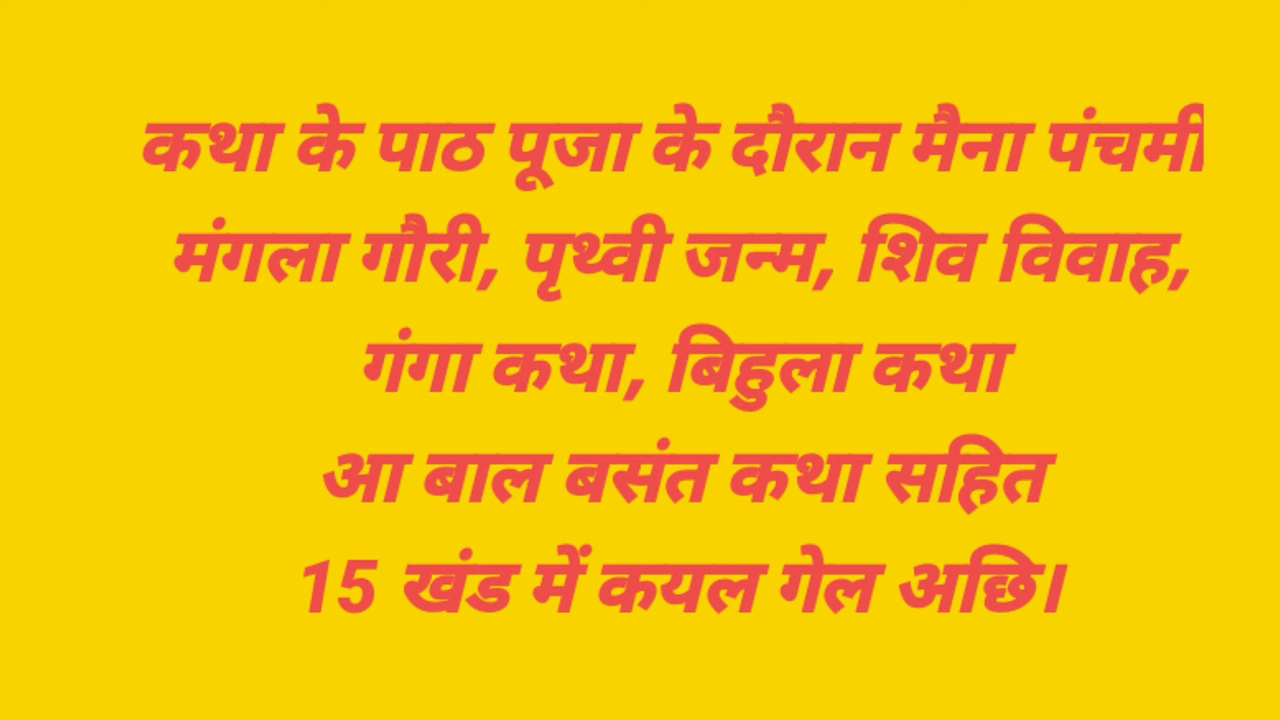 कथा के पाठ पूजा के दौरान मैना पंचमी
मंगला गौरी, पृथ्वी जन्म, शिव विवाह,
गंगा कथा, बिहुला कथा
आ बाल बसंत कथा सहित
15 खंड में कयल गेल अछि।